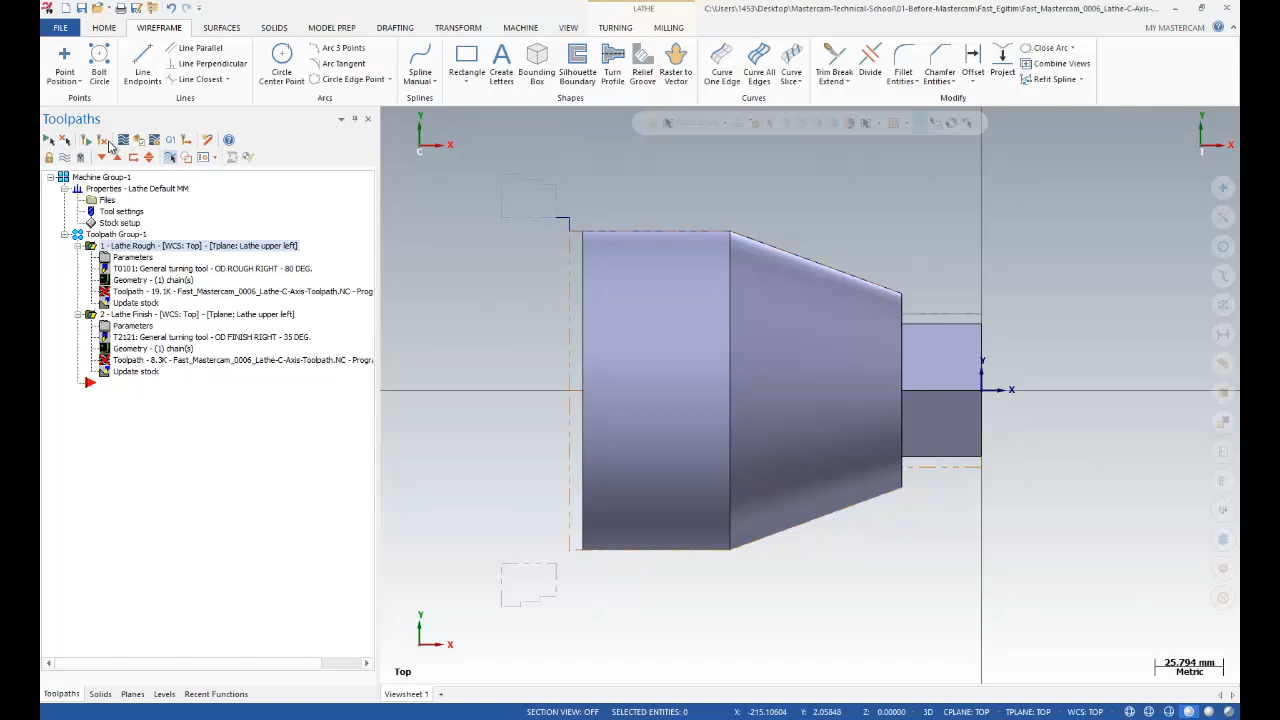 LATHE
C:\Users\1453\Desktop\Mastercam-Technical-School\01-Before-Mastercam\Fast_Egitim\Fast_Mastercam_0006_Lathe-C-Axis-...
FILE HOME WIREFRAME SURFACES SOLIDS MODEL PREP DRAFTING TRANSFORM MACHINE VIEW TURNING MILLING MY MASTERCAM
Point Position
Bolt Circle
Points
Line Endpoints
Line Parallel
Line Perpendicular
Line Closest
Lines
Circle Center Point
Arc 3 Points
Arc Tangent
Circle Edge Point
Arcs
Spline Manual
Splines
Rectangle
Create Letters
Bounding Box
Silhouette Boundary
Turn Profile
Relief Groove
Raster to Vector
Shapes
Curve One Edge
Curve All Edges
Curve Slice
Curves
Trim Break Extend
Divide
Fillet Entities
Chamfer Entities
Offset
Project
Close Arc
Combine Views
Refit Spline
Modify
Toolpaths
G1
Machine Group-1
Properties - Lathe Default MM
Files
Tool settings
Stock setup
Toolpath Group-1
1 - Lathe Rough - [WCS: Top] - [Tplane: Lathe upper left]
Parameters
T0101: General turning tool - OD ROUGH RIGHT - 80 DEG.
Geometry - (1) chain(s)
Toolpath - 19.1K - Fast_Mastercam_0006_Lathe-C-Axis-Toolpath.NC - Progr
Update stock
2 - Lathe Finish - [WCS: Top] - [Tplane: Lathe upper left]
Parameters
T2121: General turning tool - OD FINISH RIGHT - 35 DEG.
Geometry - (1) chain(s)
Toolpath - 8.3K - Fast_Mastercam_0006_Lathe-C-Axis-Toolpath.NC - Progra
Update stock
Y
X
C
Y
X
T
Y
X
Y
X
Top
25.794 mm
Metric
Toolpaths Solids Planes Levels Recent Functions
Viewsheet 1 +
SECTION VIEW: OFF SELECTED ENTITIES: 0 X: -215.10604 Y: 2.05848 Z: 0.00000 3D CPLANE: TOP TPLANE: TOP WCS: TOP